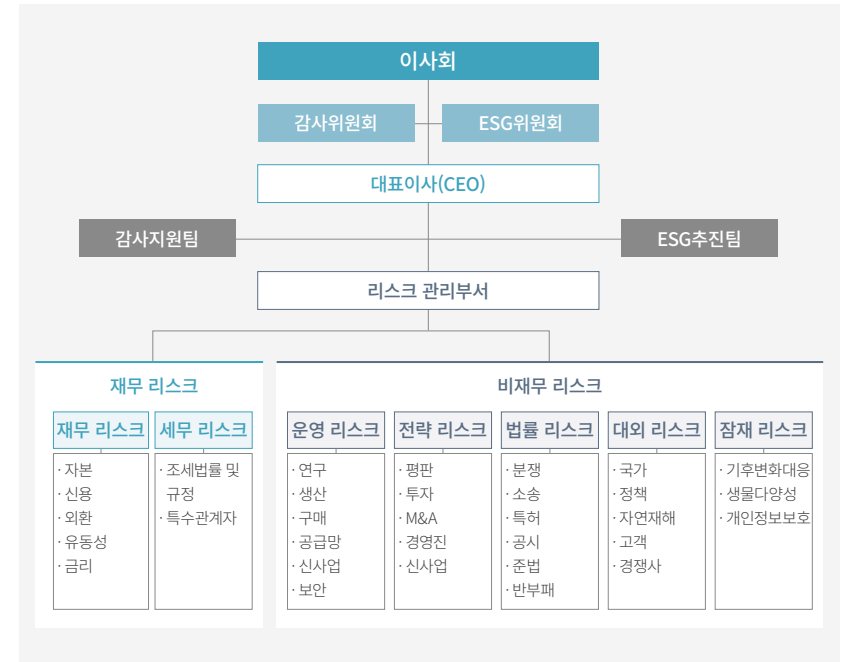 이사회
감사위원회
ESG위원회
대표이사(CEO)
감사지원팀
ESG추진팀
리스크 관리부서
재무 리스크
비재무 리스크
재무 리스크
· 자본
· 신용
· 외환
· 유동성
· 금리
세무 리스크
· 조세법률 및
규정
· 특수관계자
운영 리스크
· 연구
· 생산
· 구매
· 공급망
· 신사업
· 보안
전략 리스크
· 평판
· 투자
· M&A
· 경영진
· 신사업
법률 리스크
· 분쟁
· 소송
· 특허
· 공시
· 준법
· 반부패
대외 리스크
· 국가
· 정책
· 자연재해
· 고객
· 경쟁사
잠재 리스크
· 기후변화대응
· 생물다양성
· 개인정보보호